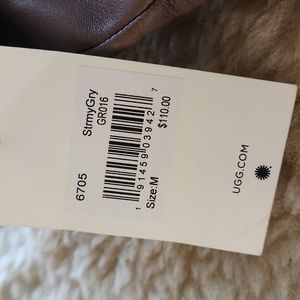 6705 StrmyGry
GR016
1 91459 03942 7
Size:M $110.00
UGG.COM